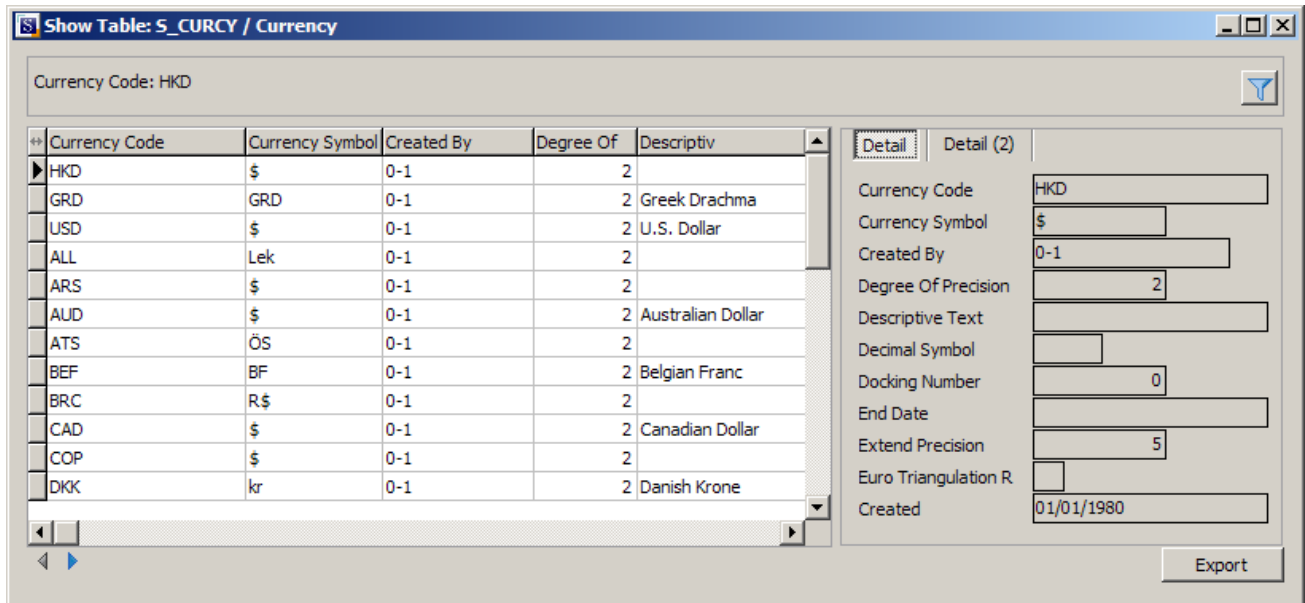 Show Table: S_CURCY / Currency
Currency Code: HKD
Currency Code Currency Symbol Created By Degree Of Descriptiv
HKD $ 0-1 2
GRD GRD 0-1 2 Greek Drachma
USD $ 0-1 2 U.S. Dollar
ALL Lek 0-1 2
ARS $ 0-1 2
AUD $ 0-1 2 Australian Dollar
ATS ÖS 0-1 2
BEF BF 0-1 2 Belgian Franc
BRC R$ 0-1 2
CAD $ 0-1 2 Canadian Dollar
COP $ 0-1 2
DKK kr 0-1 2 Danish Krone
Detail Detail (2)
Currency Code HKD
Currency Symbol $
Created By 0-1
Degree Of Precision 2
Descriptive Text
Decimal Symbol
Docking Number 0
End Date
Extend Precision 5
Euro Triangulation R
Created 01/01/1980
Export